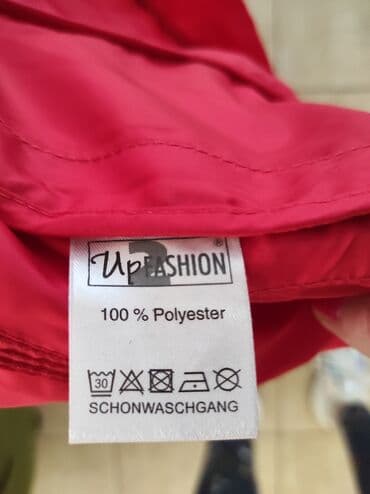 Up2FASHION®
100 % Polyester
30
SCHONWASCHGANG